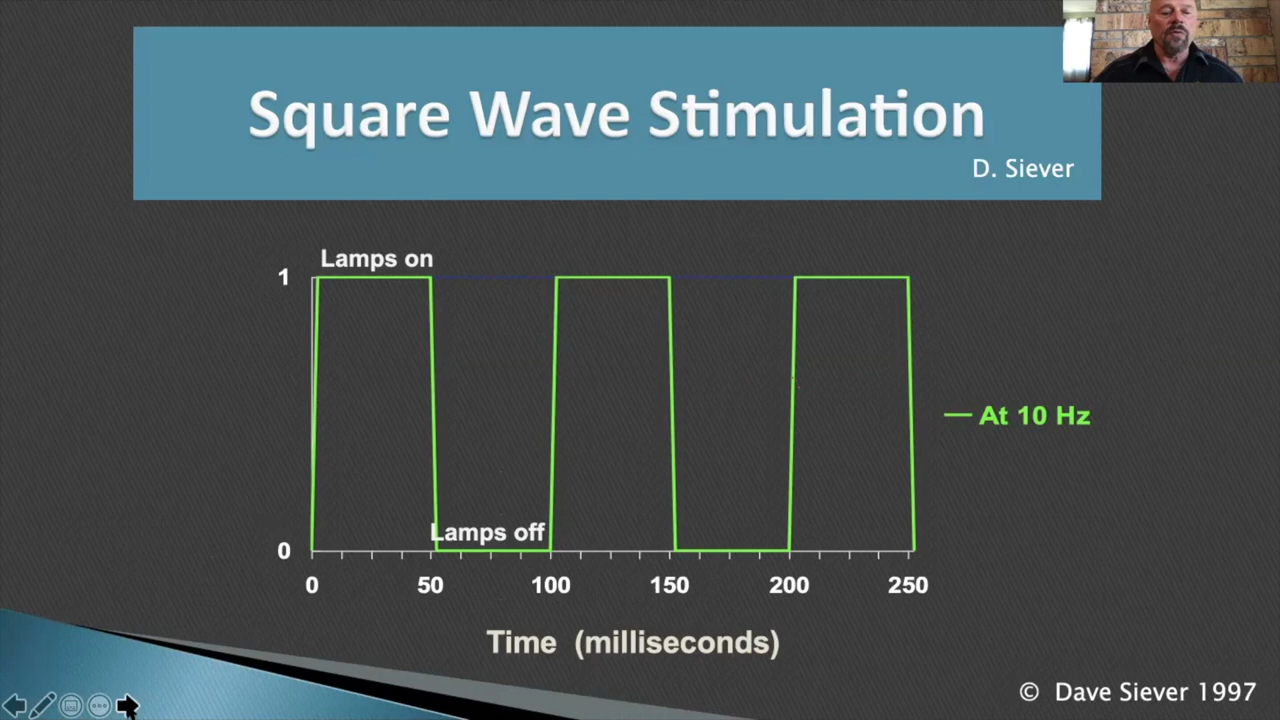 Square Wave Stimulation
D. Siever
Lamps on
1
At 10 Hz
Lamps off
0
0 50 100 150 200 250
Time (milliseconds)
© Dave Siever 1997